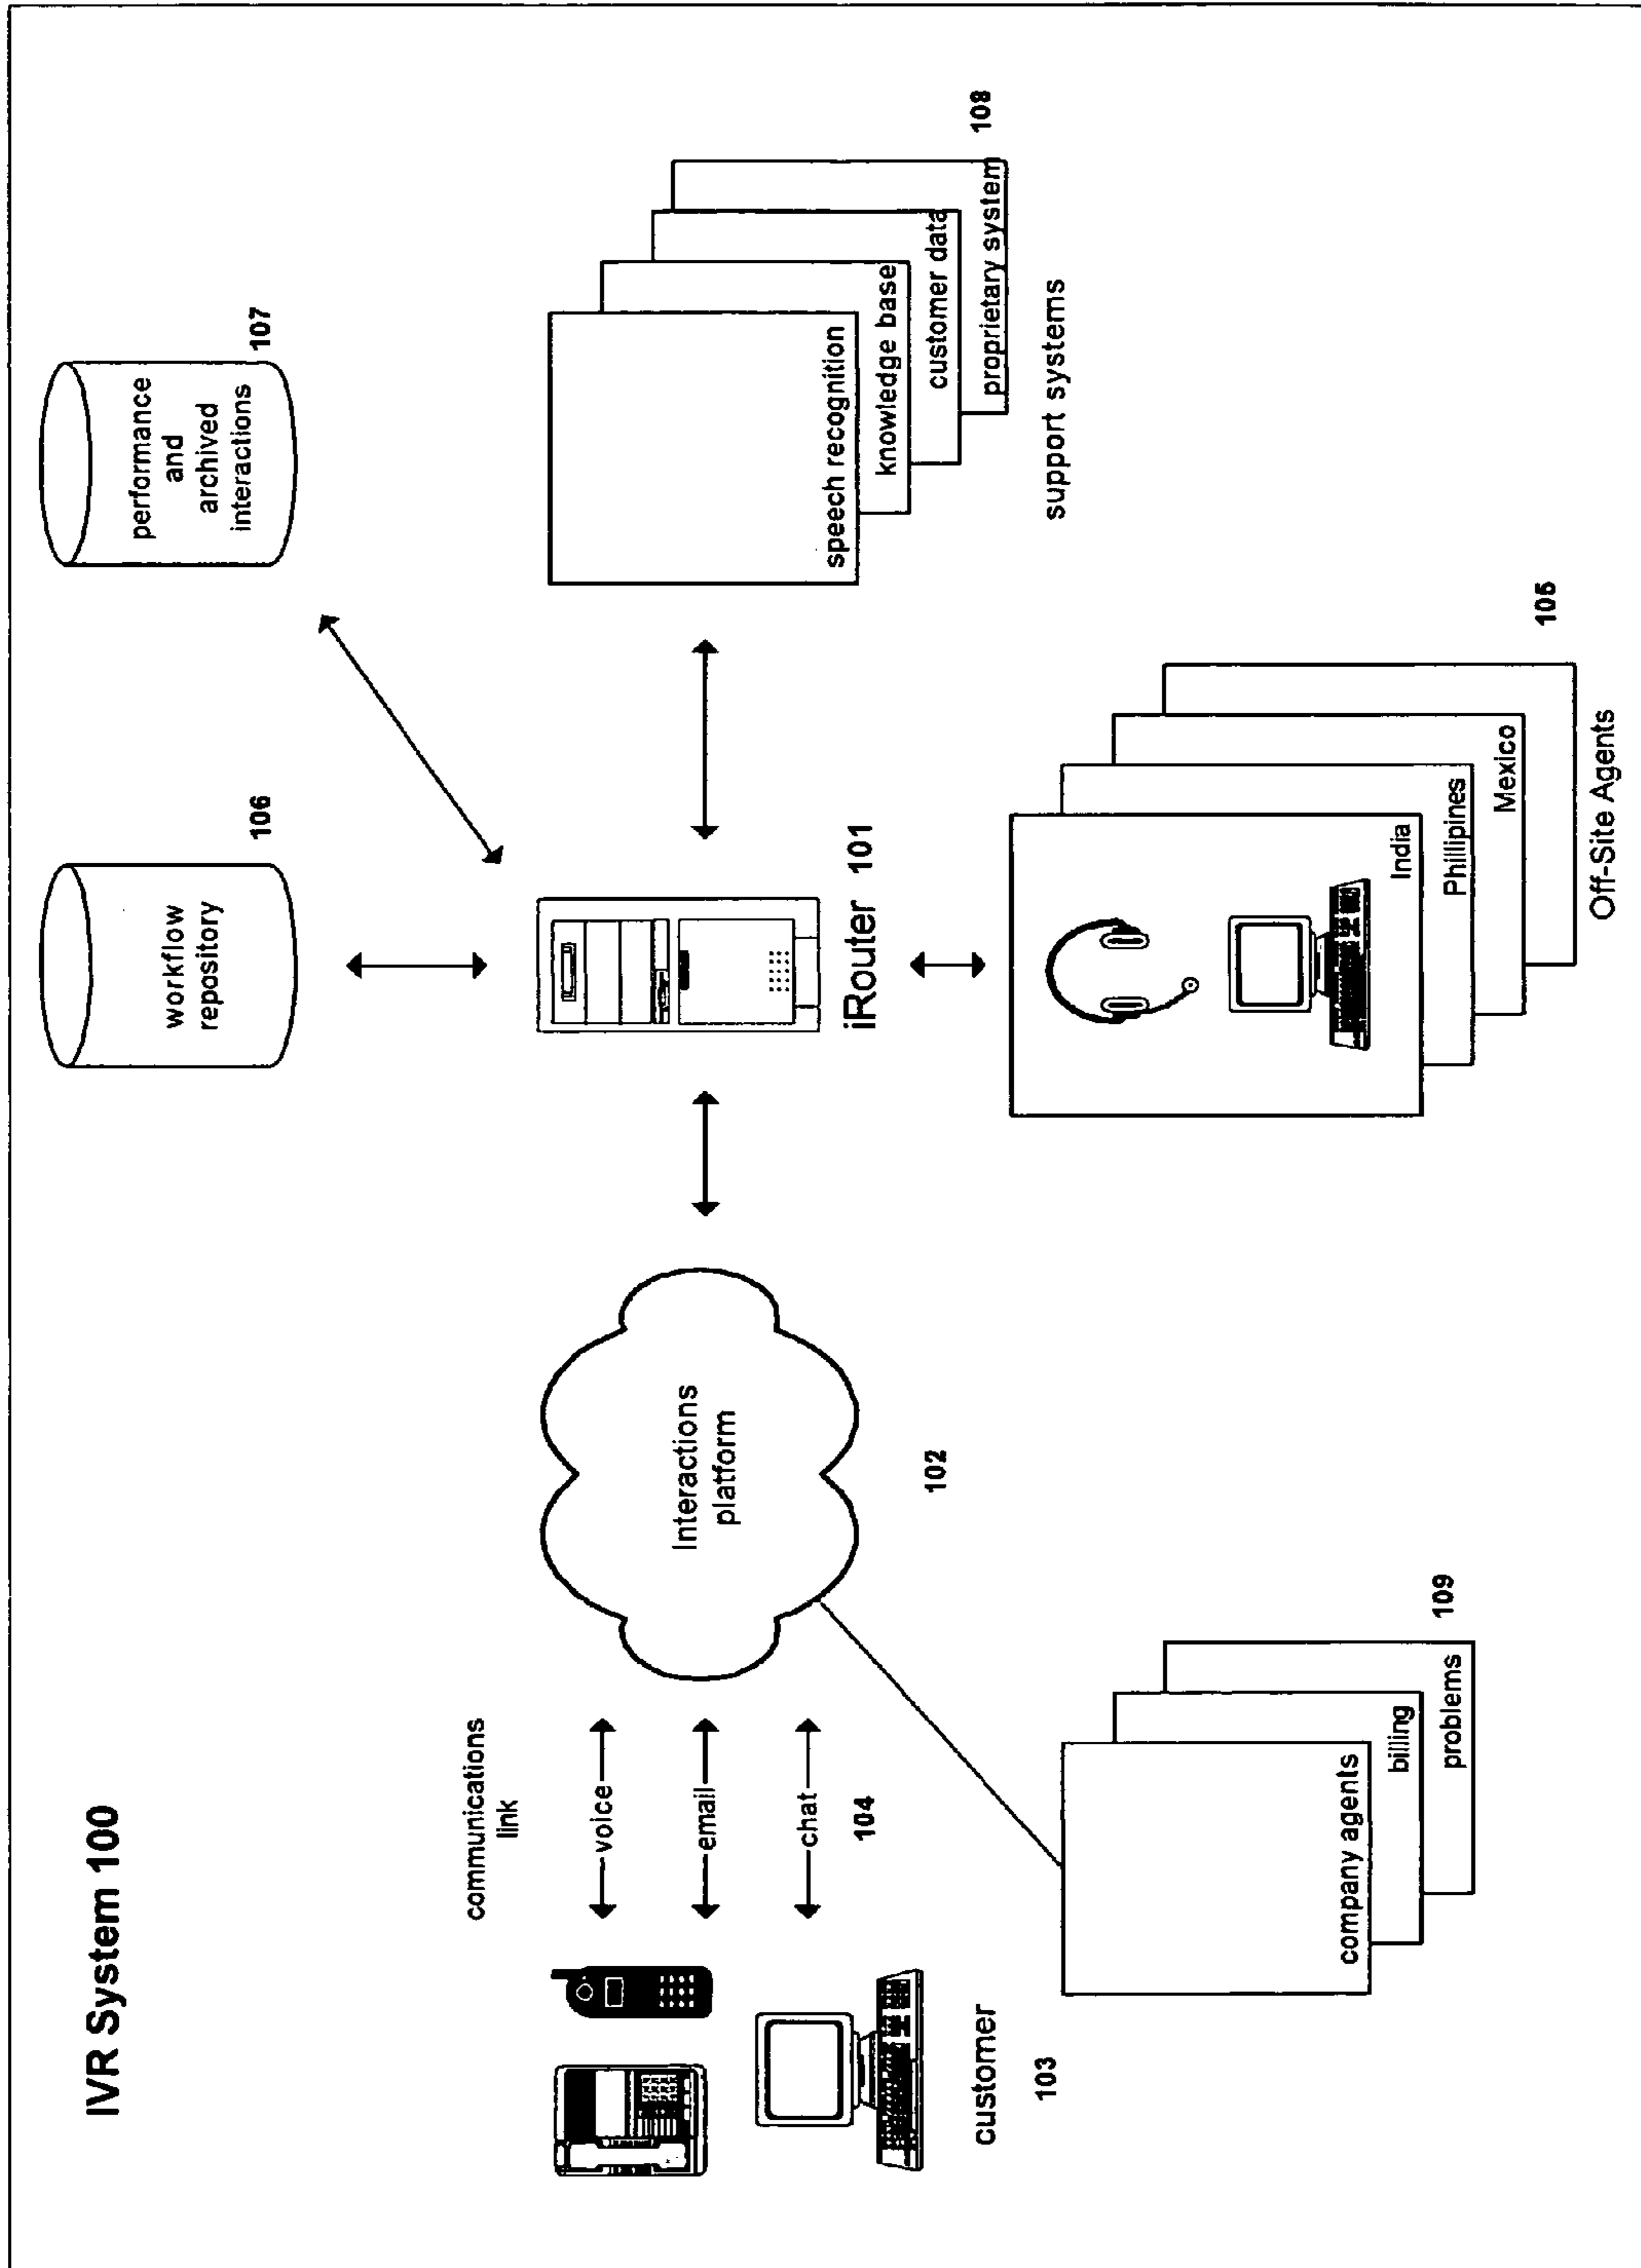 IVR System 100
workflow
repository
106
performance
and
archived
interactions
107
communications
link
voice
email
chat
104
customer
103
Interactions
platform
102
iRouter 101
speech recognition
knowledge base
customer data
proprietary system
108
support systems
company agents
billing
problems
109
India
Phillipines
Mexico
105
Off-Site Agents